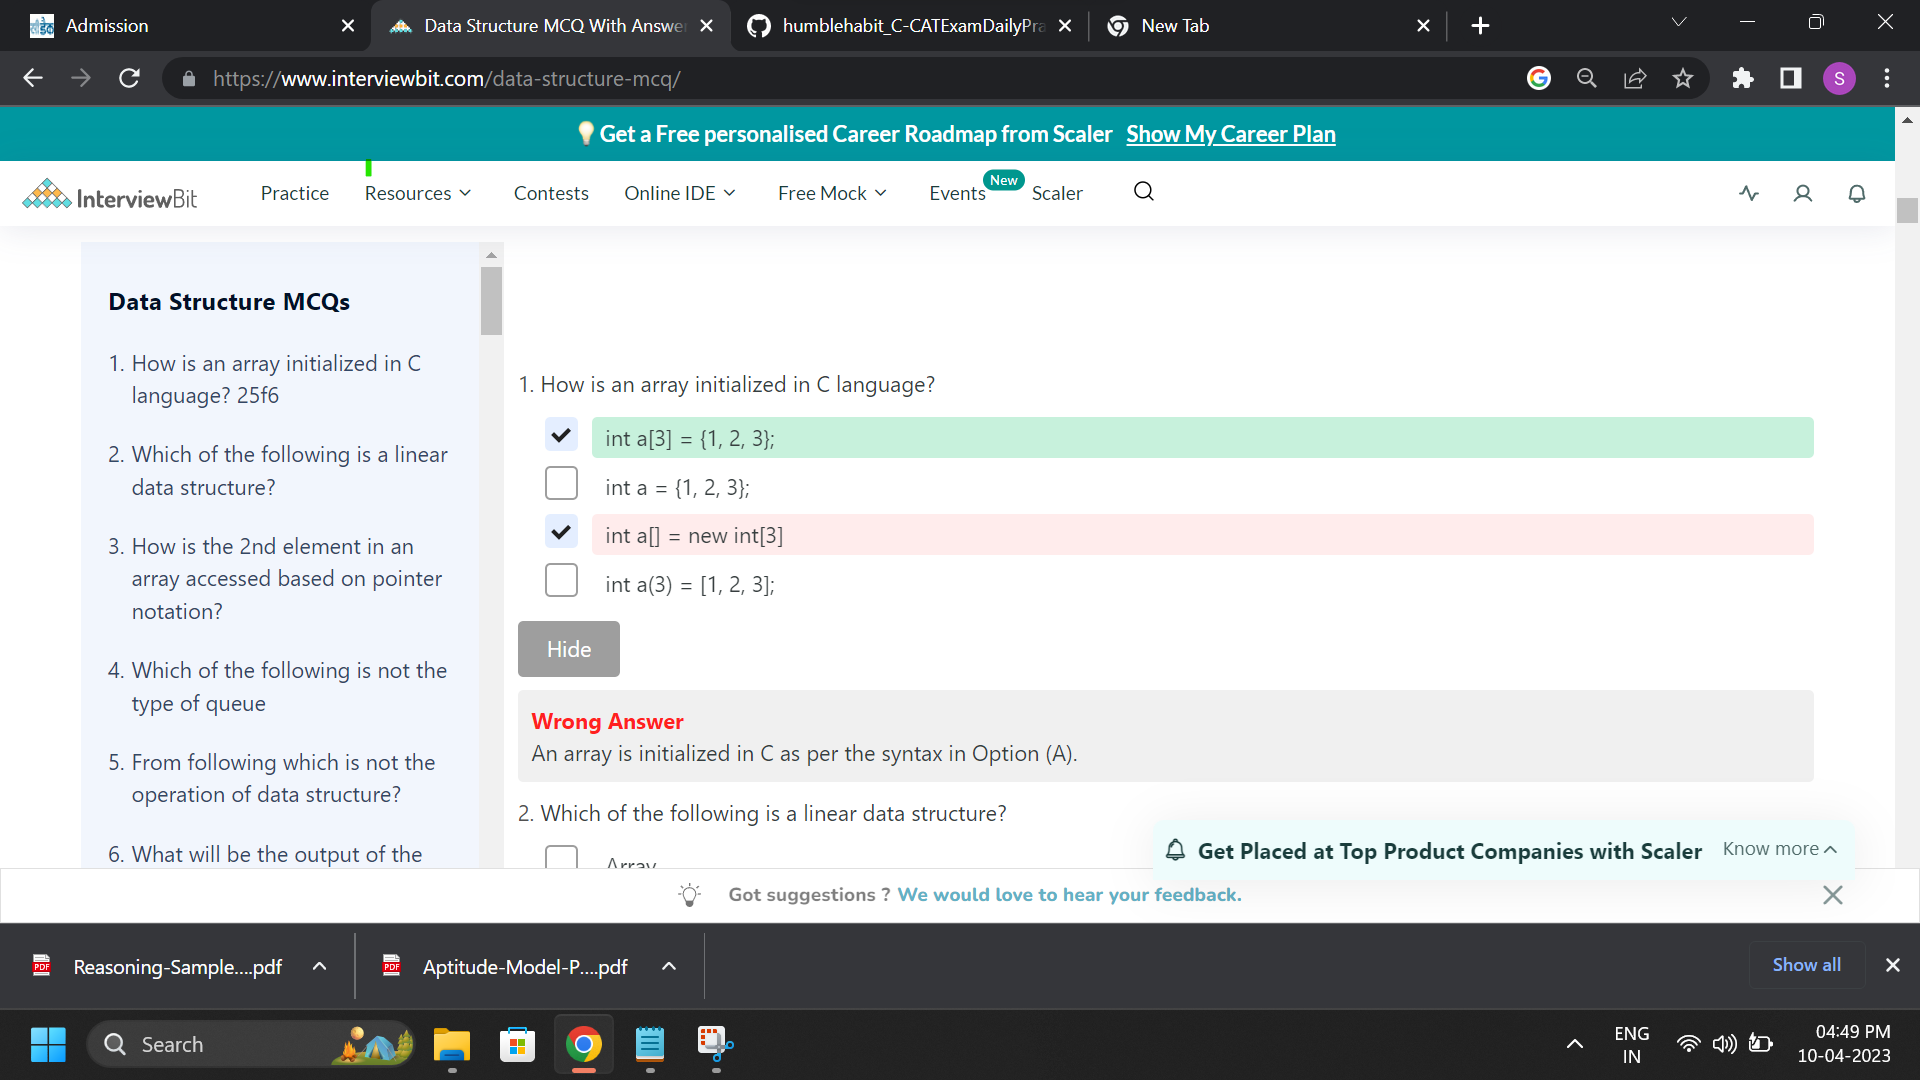 Admission
Data Structure MCQ With Answe
humblehabit_C-CATExamDailyPra
New Tab
https://www.interviewbit.com/data-structure-mcq/
S
Get a Free personalised Career Roadmap from Scaler Show My Career Plan
InterviewBit
Practice
Resources
Contests
Online IDE
Free Mock
Events
New
Scaler
Data Structure MCQs
1. How is an array initialized in C
language? 25f6
2. Which of the following is a linear
data structure?
3. How is the 2nd element in an
array accessed based on pointer
notation?
4. Which of the following is not the
type of queue
5. From following which is not the
operation of data structure?
6. What will be the output of the
1. How is an array initialized in C language?
int a[3] = {1, 2, 3};
int a = {1, 2, 3};
int a[] = new int[3]
int a(3) = [1, 2, 3];
Hide
Wrong Answer
An array is initialized in C as per the syntax in Option (A).
2. Which of the following is a linear data structure?
Array
Get Placed at Top Product Companies with Scaler Know more
Got suggestions ? We would love to hear your feedback.
PDF Reasoning-Sample....pdf
PDF Aptitude-Model-P....pdf
Show all
Search
ENG
IN
04:49 PM
10-04-2023